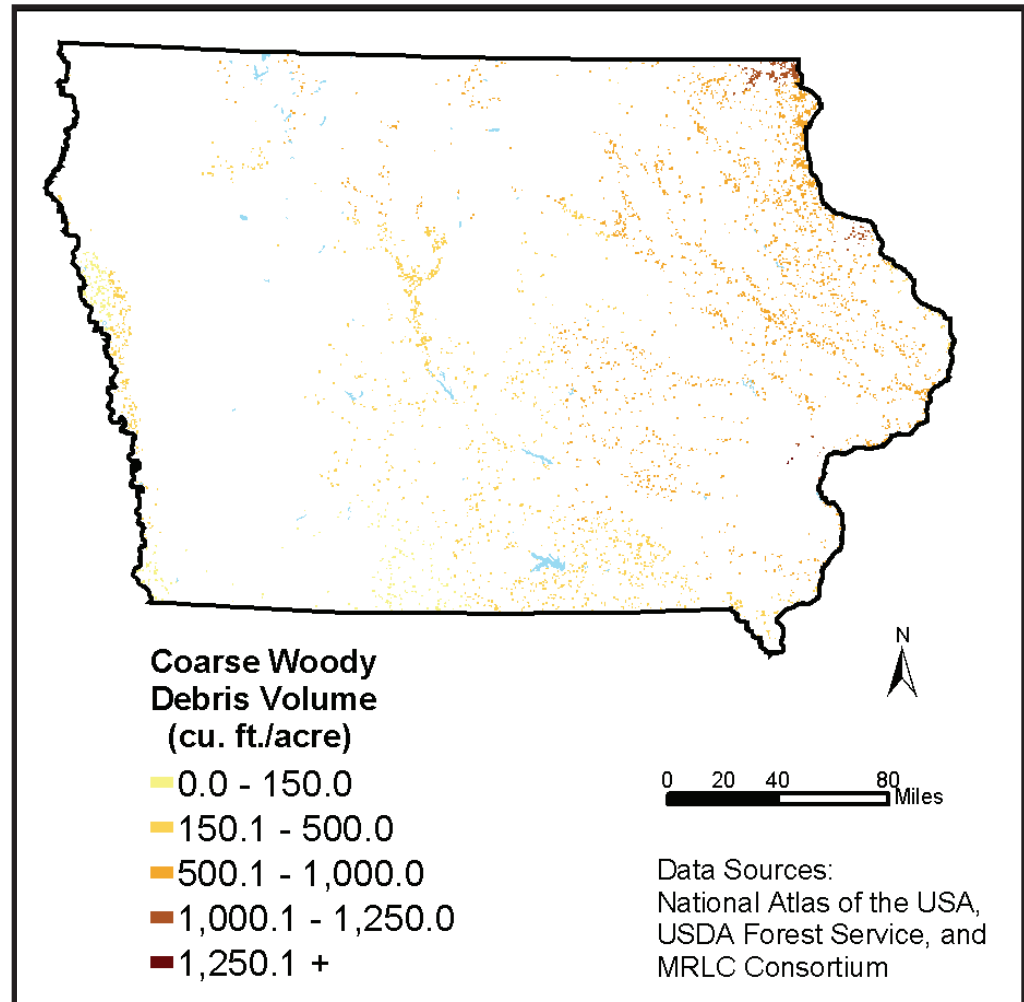 N
Coarse Woody
Debris Volume
(cu. ft./acre)
0.0 - 150.0
150.1 - 500.0
500.1 - 1,000.0
1,000.1 - 1,250.0
1,250.1 +
0 20 40 80
Miles
Data Sources:
National Atlas of the USA,
USDA Forest Service, and
MRLC Consortium